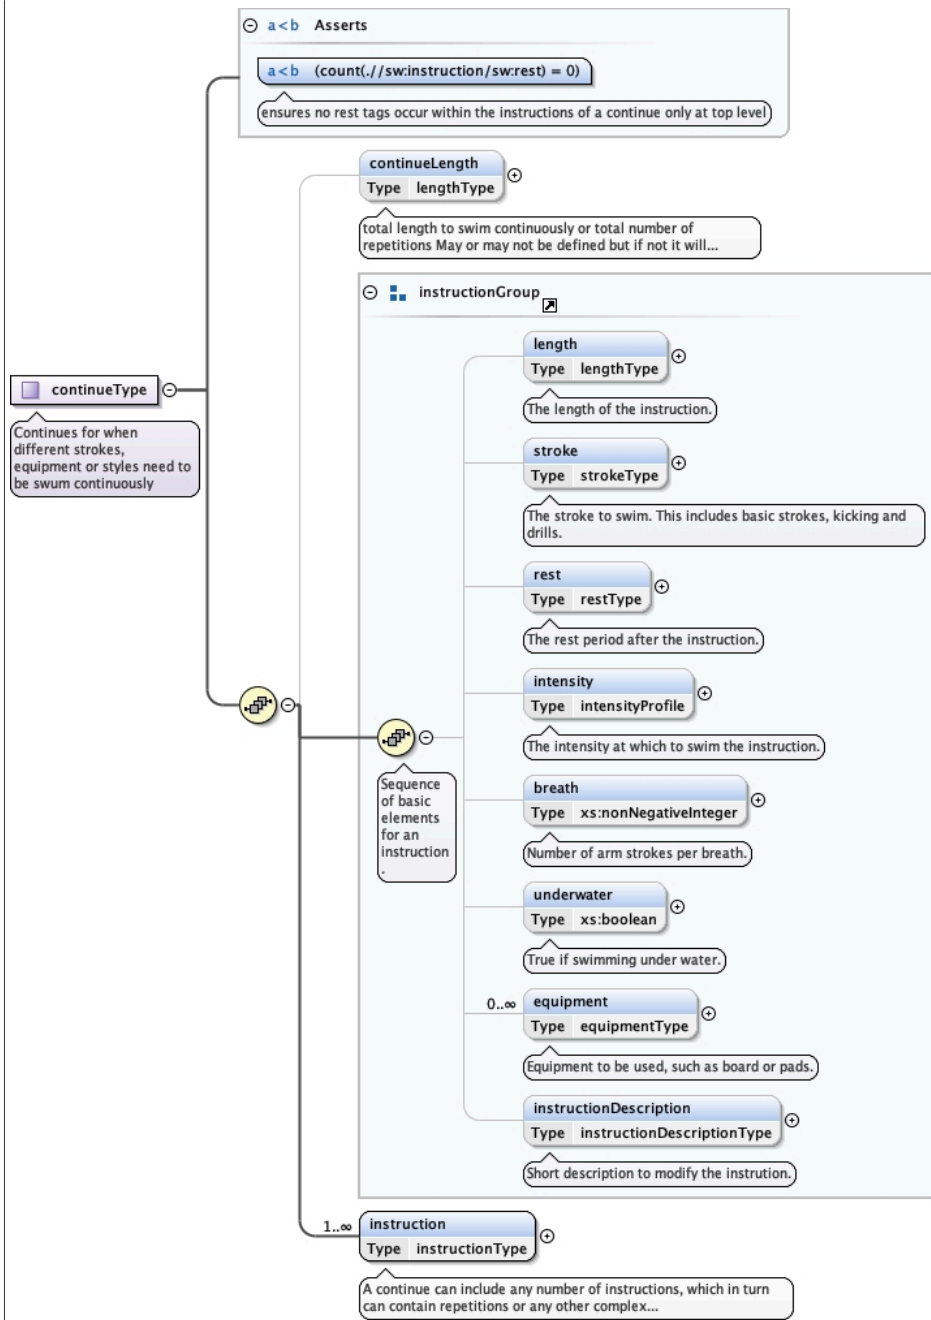 a<b Asserts
a<b (count(.//sw:instruction/sw:rest) = 0)
ensures no rest tags occur within the instructions of a continue only at top level
continueLength
Type lengthType
total length to swim continuously or total number of
repetitions May or may not be defined but if not it will...
instructionGroup
length
Type lengthType
The length of the instruction.
continueType
Continues for when
different strokes,
equipment or styles need to
be swum continuously
stroke
Type strokeType
The stroke to swim. This includes basic strokes, kicking and
drills.
rest
Type restType
The rest period after the instruction.
intensity
Type intensityProfile
The intensity at which to swim the instruction.
Sequence
of basic
elements
for an
instruction
.
breath
Type xs:nonNegativeInteger
Number of arm strokes per breath.
underwater
Type xs:boolean
True if swimming under water.
0..∞
equipment
Type equipmentType
Equipment to be used, such as board or pads.
instructionDescription
Type instructionDescriptionType
Short description to modify the instrution.
1..∞
instruction
Type instructionType
A continue can include any number of instructions, which in turn
can contain repetitions or any other complex...